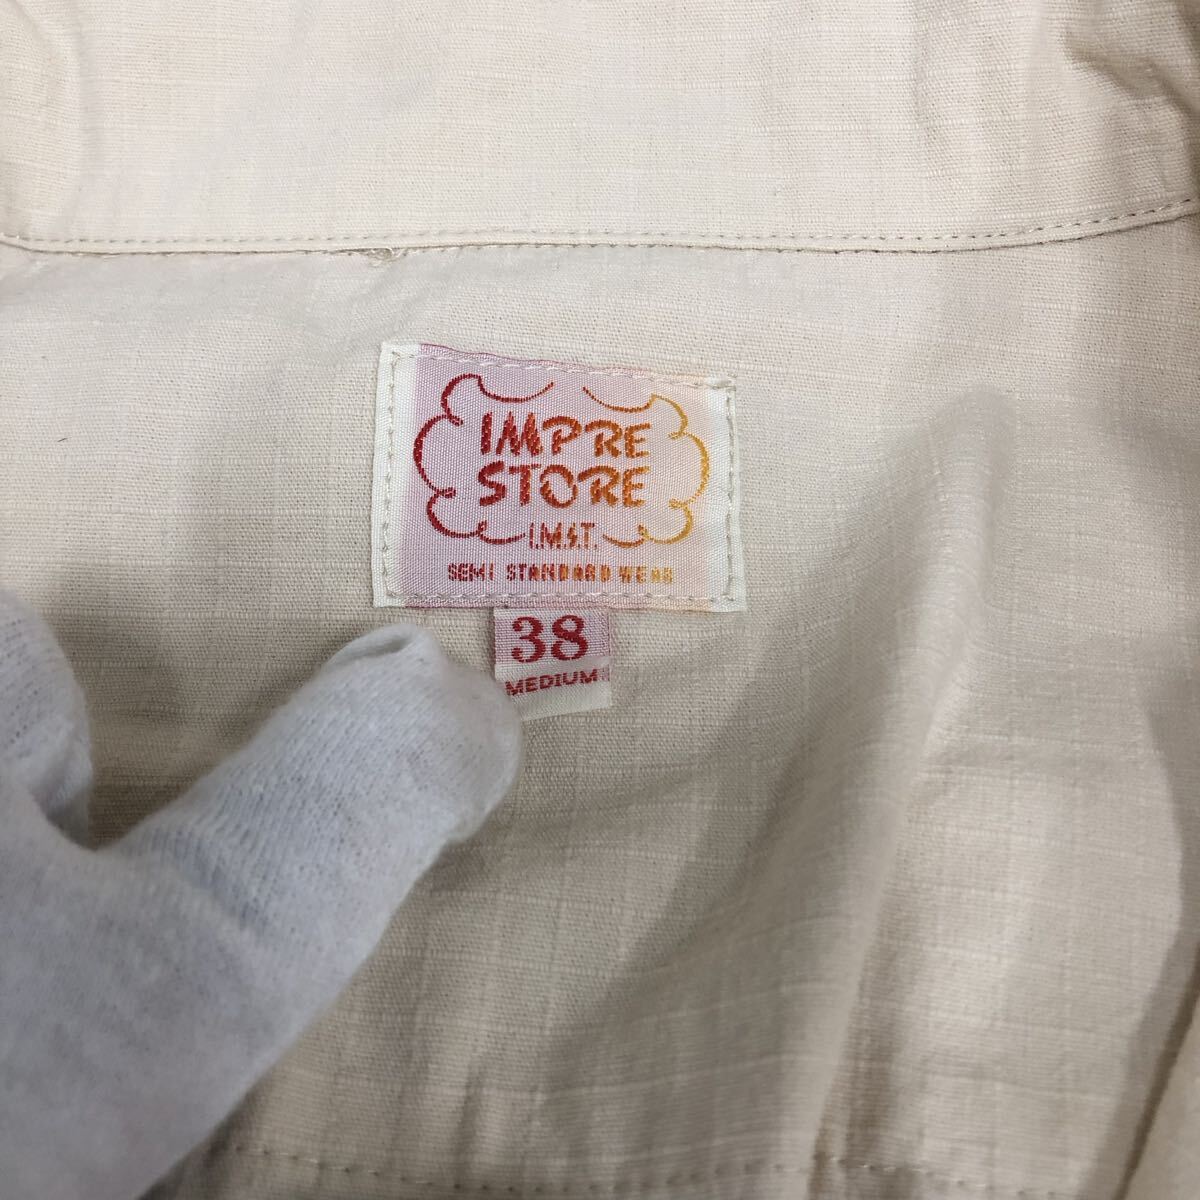 IMPRE
STORE
I.M.S.T.
SEMI STANDARD WEAR
38
MEDIUM